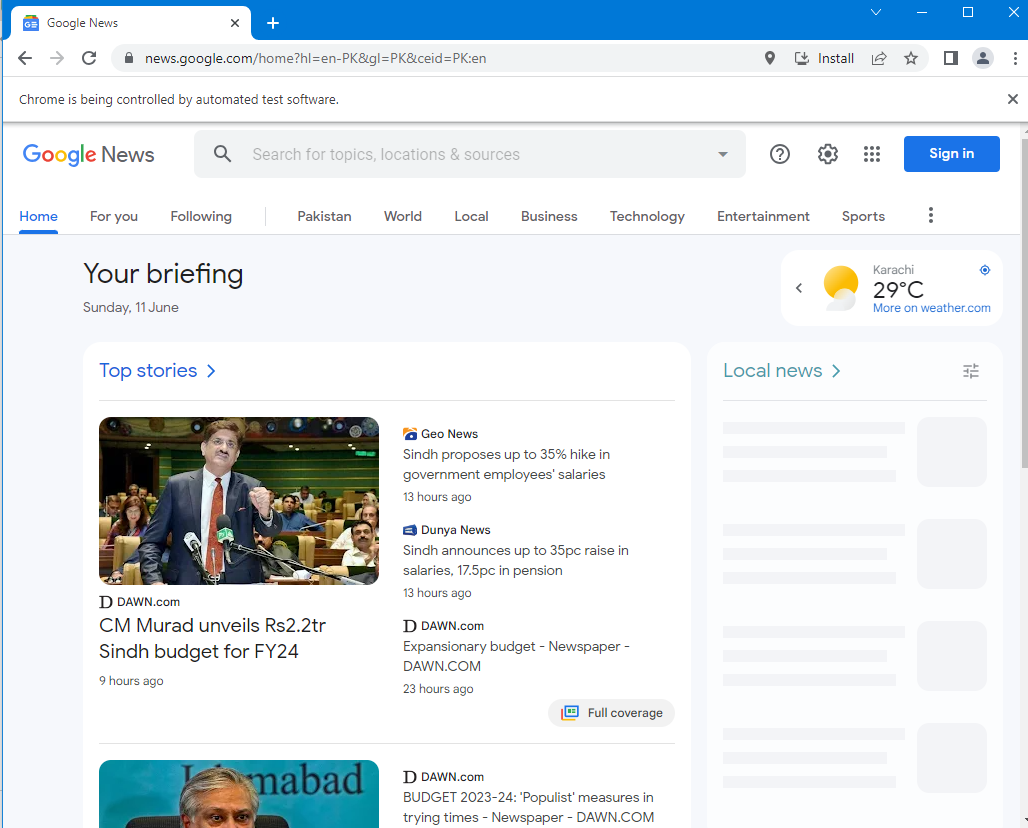 Google News
news.google.com/home?hl=en-PK&gl=PK&ceid=PK:en
Install
Chrome is being controlled by automated test software.
Google News
Search for topics, locations & sources
Sign in
Home
For you
Following
Pakistan
World
Local
Business
Technology
Entertainment
Sports
Your briefing
Sunday, 11 June
Karachi
29°C
More on weather.com
Top stories
DAWN.com
CM Murad unveils Rs2.2tr
Sindh budget for FY24
9 hours ago
Geo News
Sindh proposes up to 35% hike in
government employees' salaries
13 hours ago
Dunya News
Sindh announces up to 35pc raise in
salaries, 17.5pc in pension
13 hours ago
DAWN.com
Expansionary budget - Newspaper -
DAWN.COM
23 hours ago
Full coverage
Local news
DAWN.com
BUDGET 2023-24: 'Populist' measures in
trying times - Newspaper - DAWN.COM